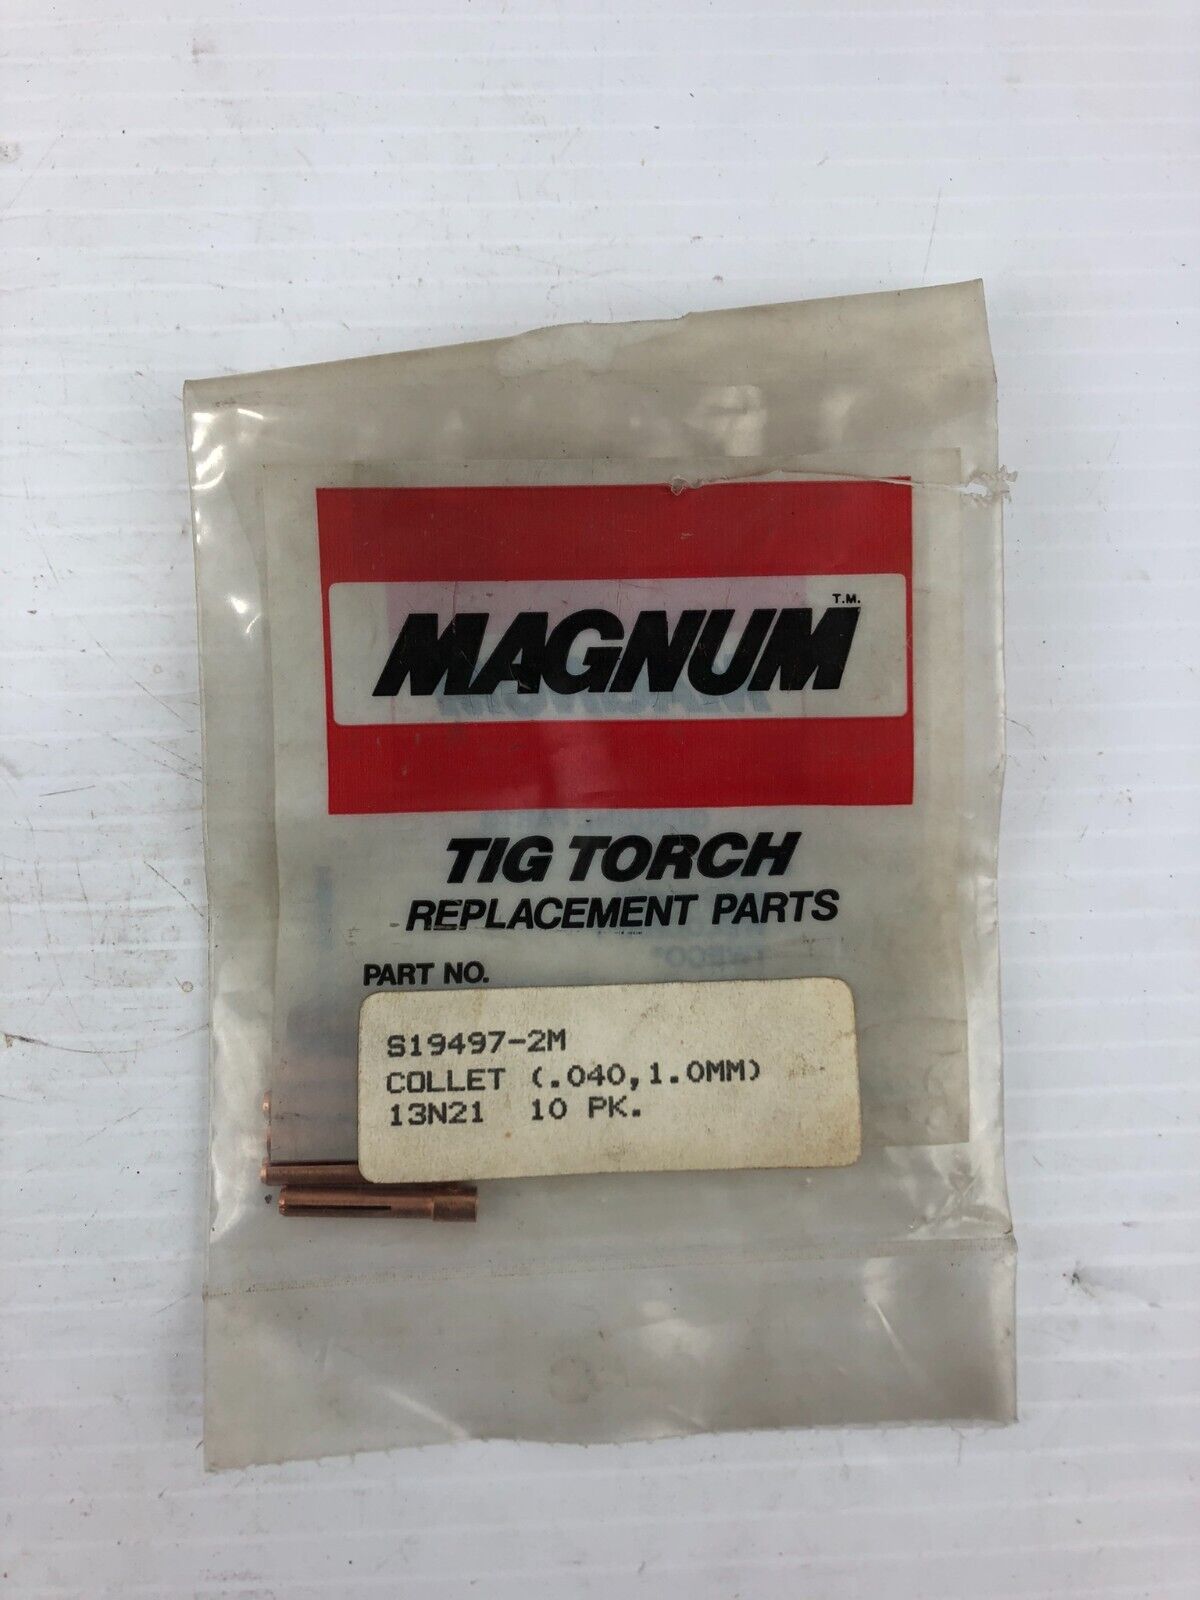 MAGNUM T.M.
TIG TORCH
REPLACEMENT PARTS
PART NO.
S19497-2M
COLLET (.040,1.0MM)
13N21 10 PK.